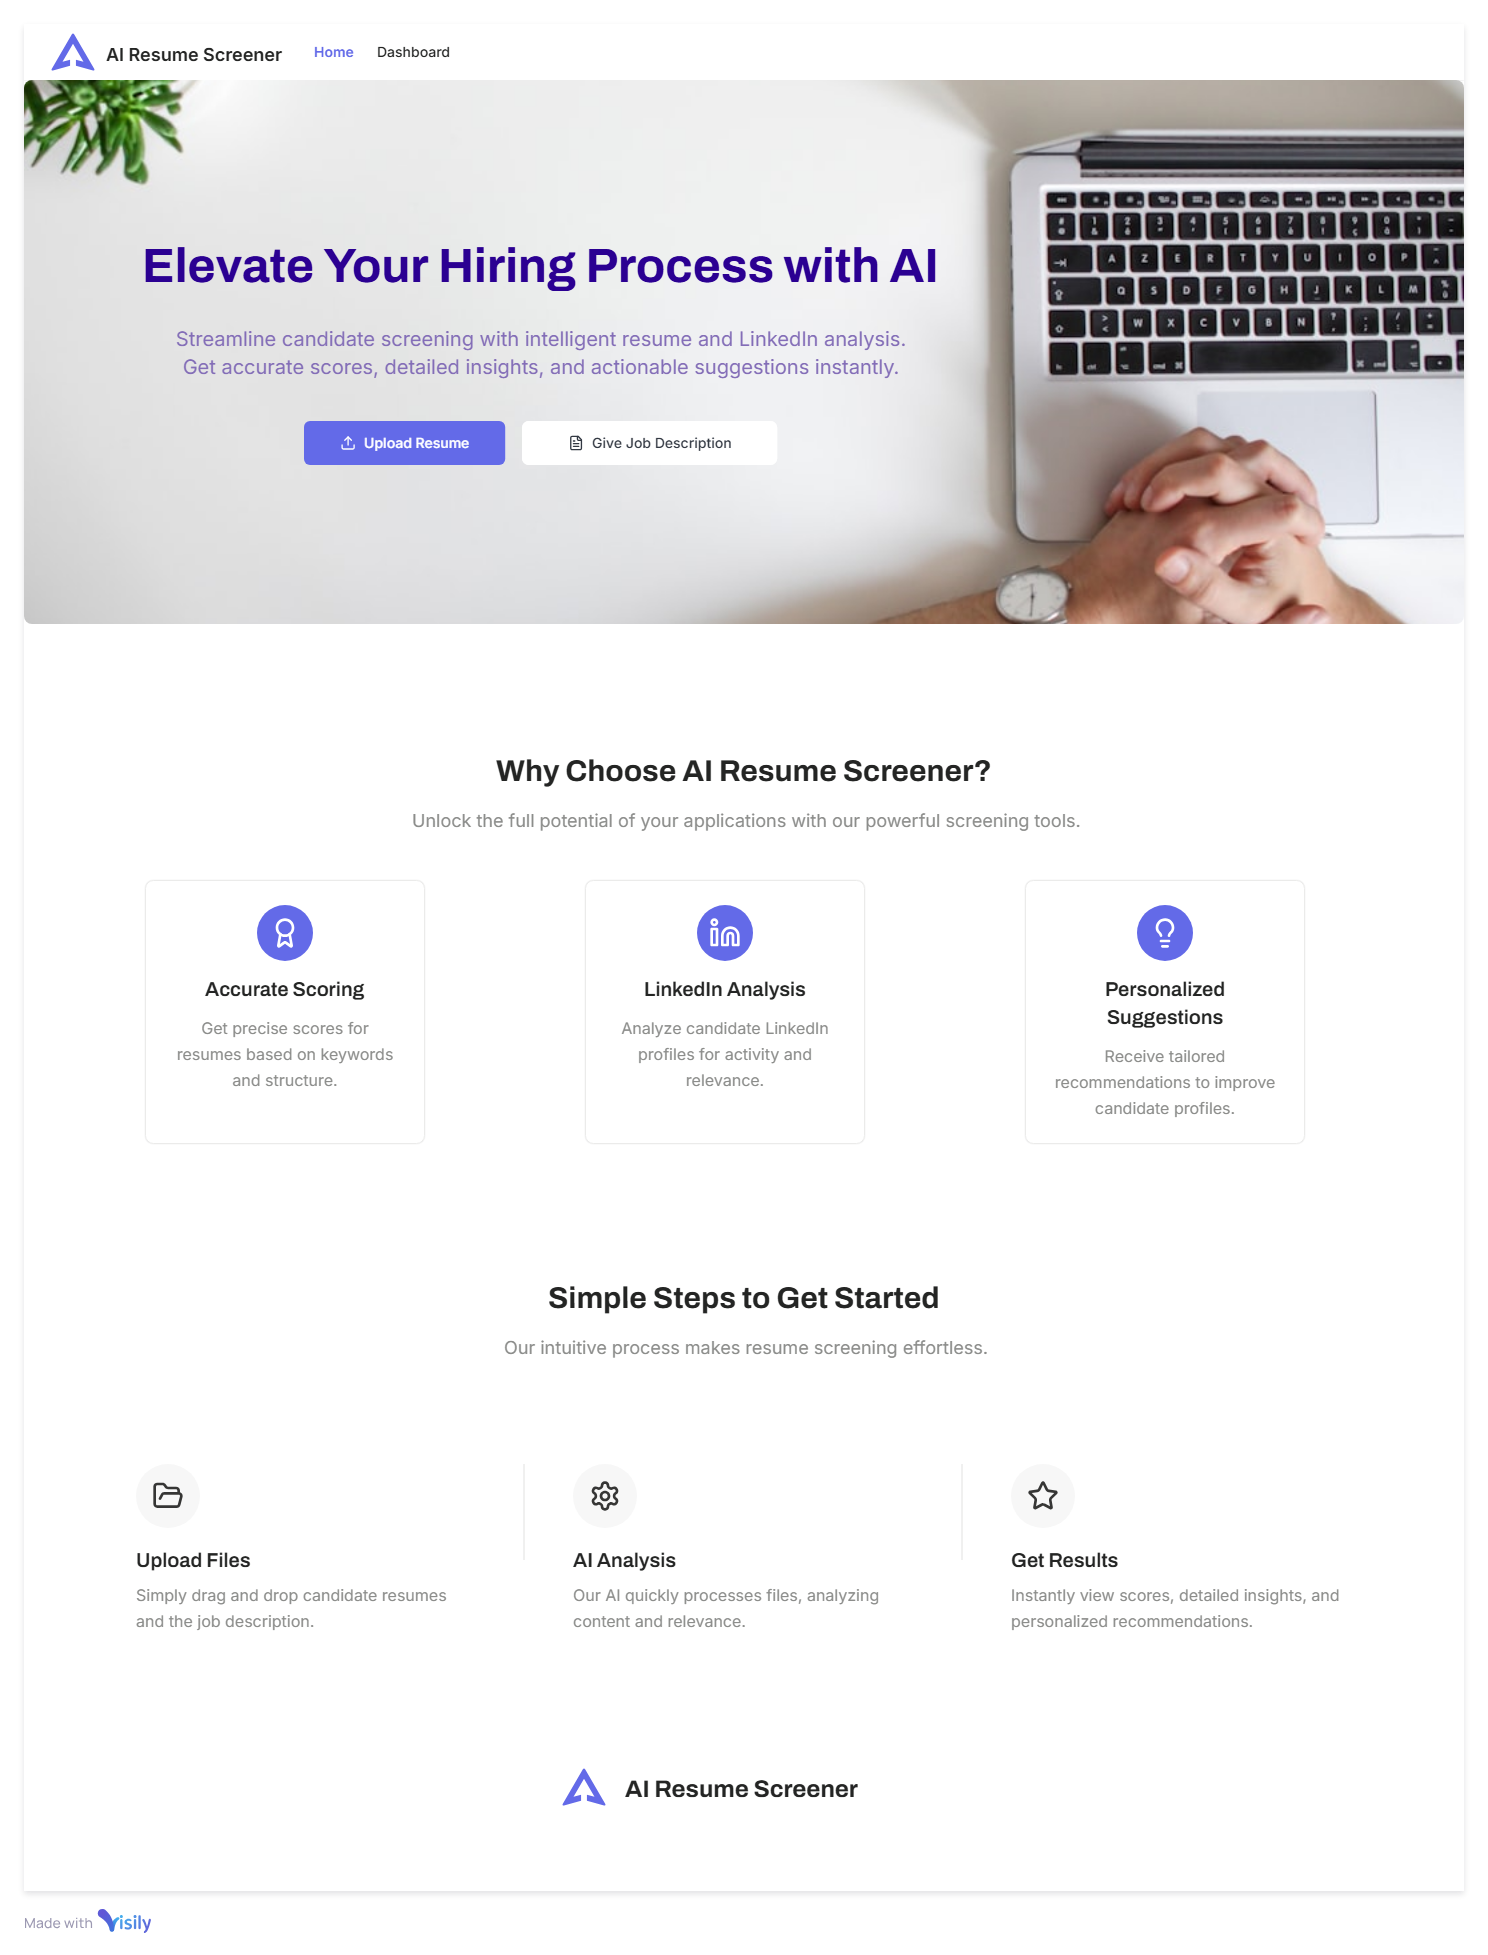 AI Resume Screener
Home
Dashboard
Elevate Your Hiring Process with AI
Streamline candidate screening with intelligent resume and LinkedIn analysis.
Get accurate scores, detailed insights, and actionable suggestions instantly.
Upload Resume
Give Job Description
Why Choose AI Resume Screener?
Unlock the full potential of your applications with our powerful screening tools.
Accurate Scoring
Get precise scores for
resumes based on keywords
and structure.
LinkedIn Analysis
Analyze candidate LinkedIn
profiles for activity and
relevance.
Personalized
Suggestions
Receive tailored
recommendations to improve
candidate profiles.
Simple Steps to Get Started
Our intuitive process makes resume screening effortless.
Upload Files
Simply drag and drop candidate resumes
and the job description.
AI Analysis
Our AI quickly processes files, analyzing
content and relevance.
Get Results
Instantly view scores, detailed insights, and
personalized recommendations.
AI Resume Screener
Made with Visily